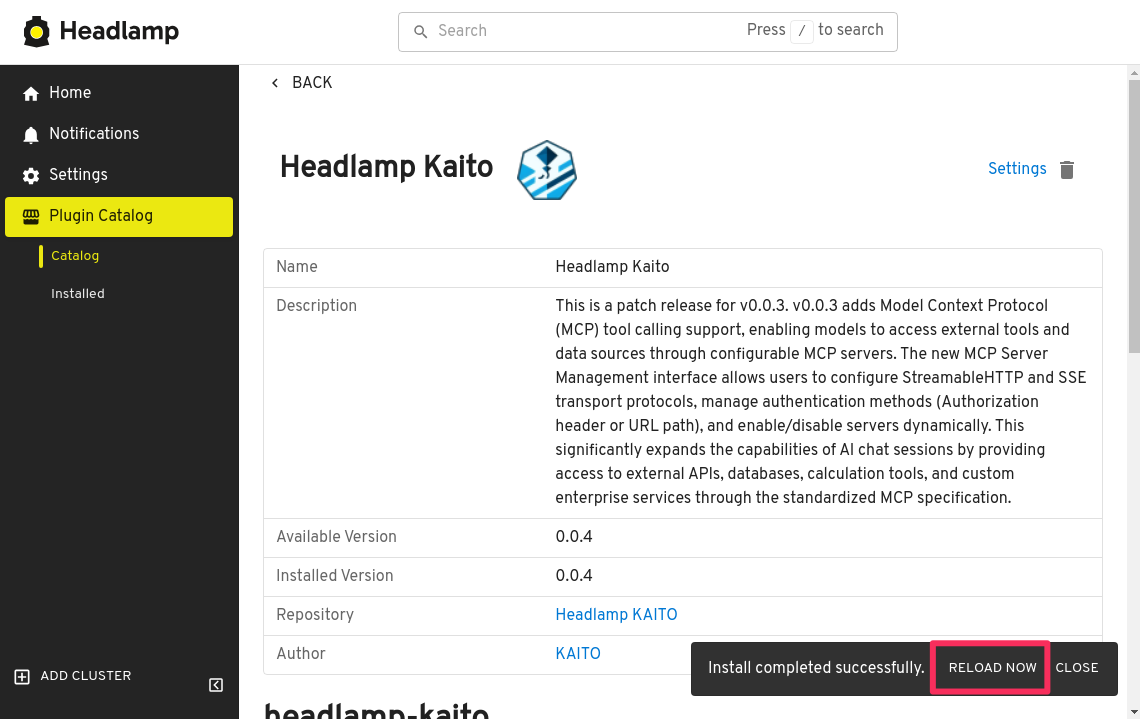 Headlamp
Search
Press / to search
Home
Notifications
Settings
Plugin Catalog
Catalog
Installed
ADD CLUSTER
BACK
Headlamp Kaito
Settings
Name
Headlamp Kaito
Description
This is a patch release for v0.0.3. v0.0.3 adds Model Context Protocol
(MCP) tool calling support, enabling models to access external tools and
data sources through configurable MCP servers. The new MCP Server
Management interface allows users to configure StreamableHTTP and SSE
transport protocols, manage authentication methods (Authorization
header or URL path), and enable/disable servers dynamically. This
significantly expands the capabilities of AI chat sessions by providing
access to external APIs, databases, calculation tools, and custom
enterprise services through the standardized MCP specification.
Available Version
0.0.4
Installed Version
0.0.4
Repository
Headlamp KAITO
Author
KAITO
Install completed successfully.
RELOAD NOW
CLOSE
headlamp-kaito